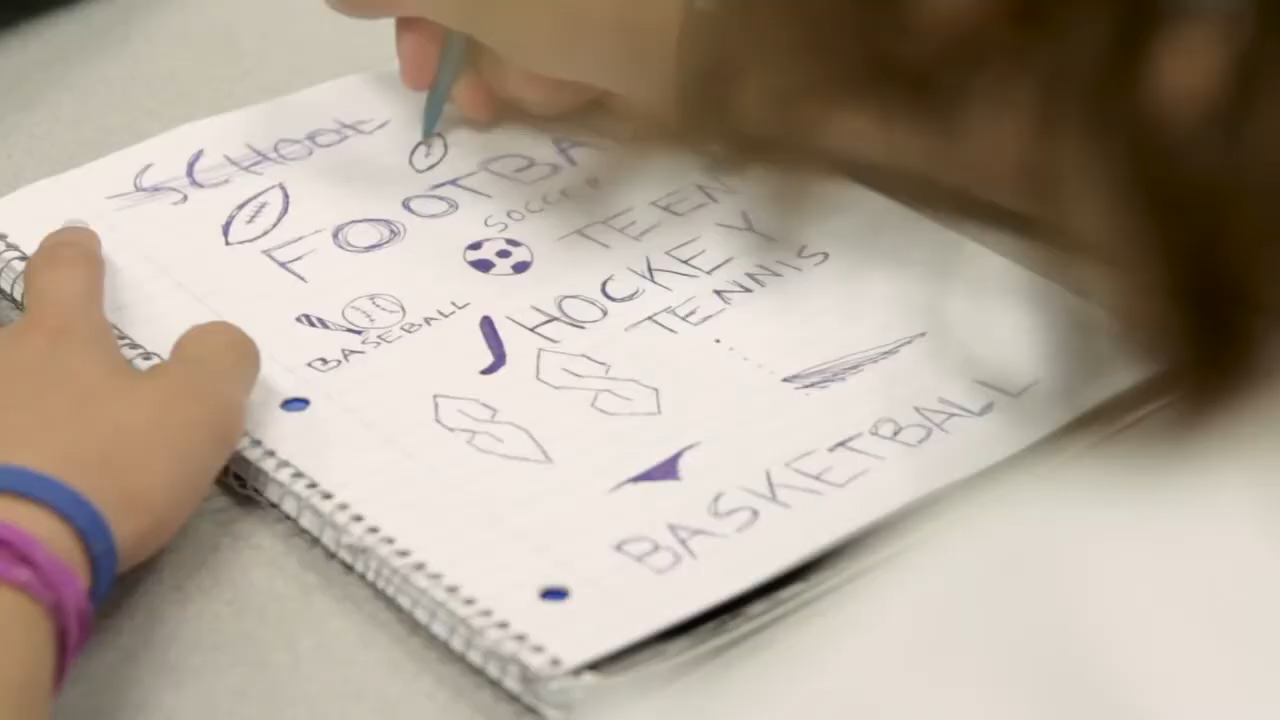 SCHOOL
FOOTBA
SOCCER
TEEN
HOCKEY
TENNIS
BASEBALL
BASKETBALL